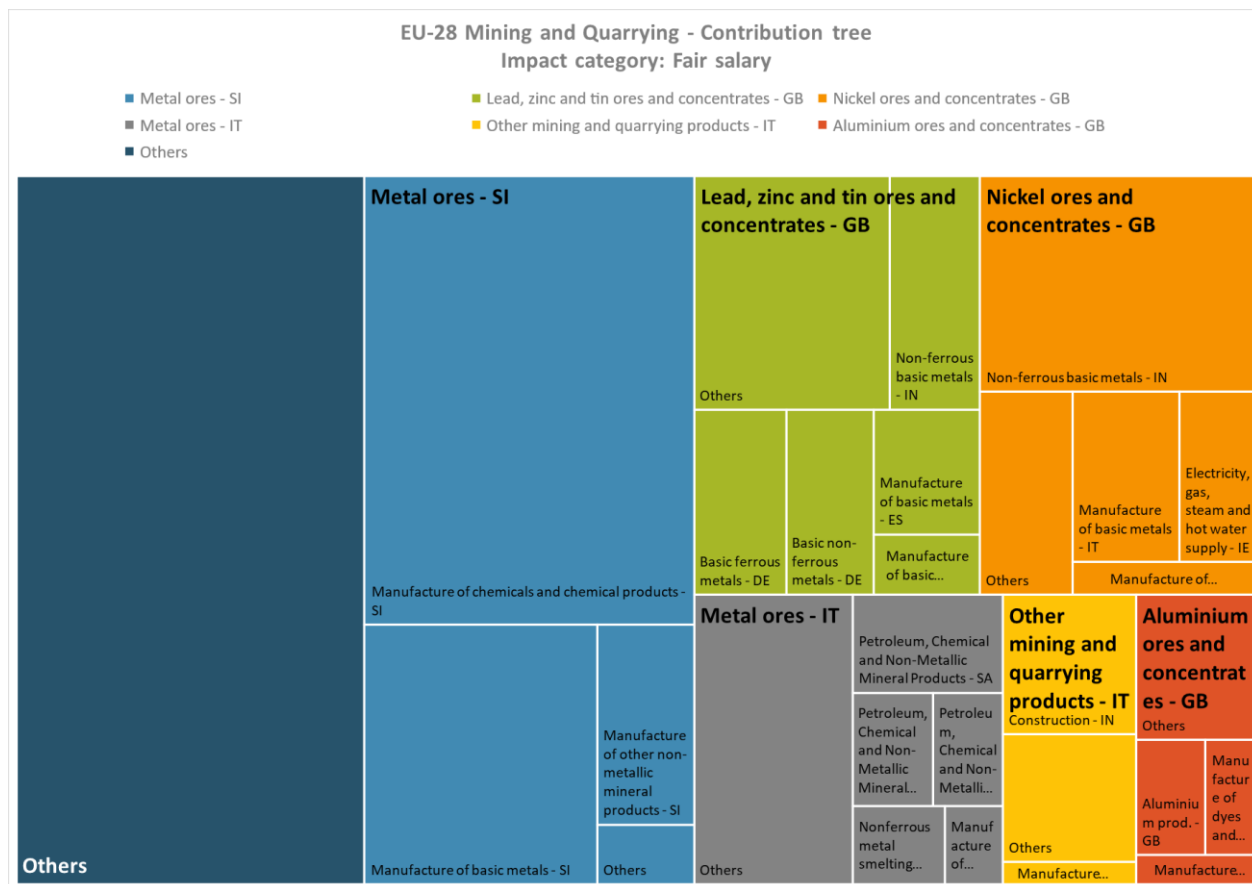 EU-28 Mining and Quarrying - Contribution tree
Impact category: Fair salary
Metal ores - SI
Lead, zinc and tin ores and concentrates - GB
Nickel ores and concentrates - GB
Metal ores - IT
Other mining and quarrying products - IT
Aluminium ores and concentrates - GB
Others
Others
Metal ores - SI
Manufacture of chemicals and chemical products -
SI
Manufacture of basic metals - SI
Manufacture
of other non-
metallic
mineral
products - SI
Others
Lead, zinc and tin ores and
concentrates - GB
Others
Non-ferrous
basic metals
- IN
Basic ferrous
metals - DE
Basic non-
ferrous
metals - DE
Manufacture
of basic metals
- ES
Manufacture
of basic...
Nickel ores and
concentrates - GB
Non-ferrous basic metals - IN
Others
Manufacture
of basic metals
- IT
Electricity,
gas,
steam and
hot water
supply - IE
Manufacture of...
Metal ores - IT
Others
Petroleum, Chemical
and Non-Metallic
Mineral Products - SA
Petroleum,
Chemical
and Non-
Metallic
Mineral...
Petroleu
m,
Chemical
and Non-
Metalli...
Nonferrous
metal
smelting...
Manuf
acture
of...
Other
mining and
quarrying
products - IT
Construction - IN
Others
Manufacture...
Aluminium
ores and
concentrat
es - GB
Others
Aluminiu
m prod. -
GB
Manu
factur
e of
dyes
and...
Manufacture...